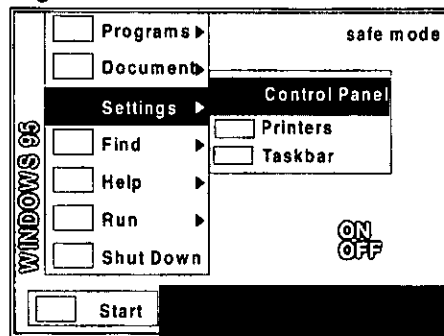 Programs
safe mode
Document
Settings
Control Panel
Find
Printers
Taskbar
Help
Run
ON
OFF
Shut Down
WINDOWS 95
Start